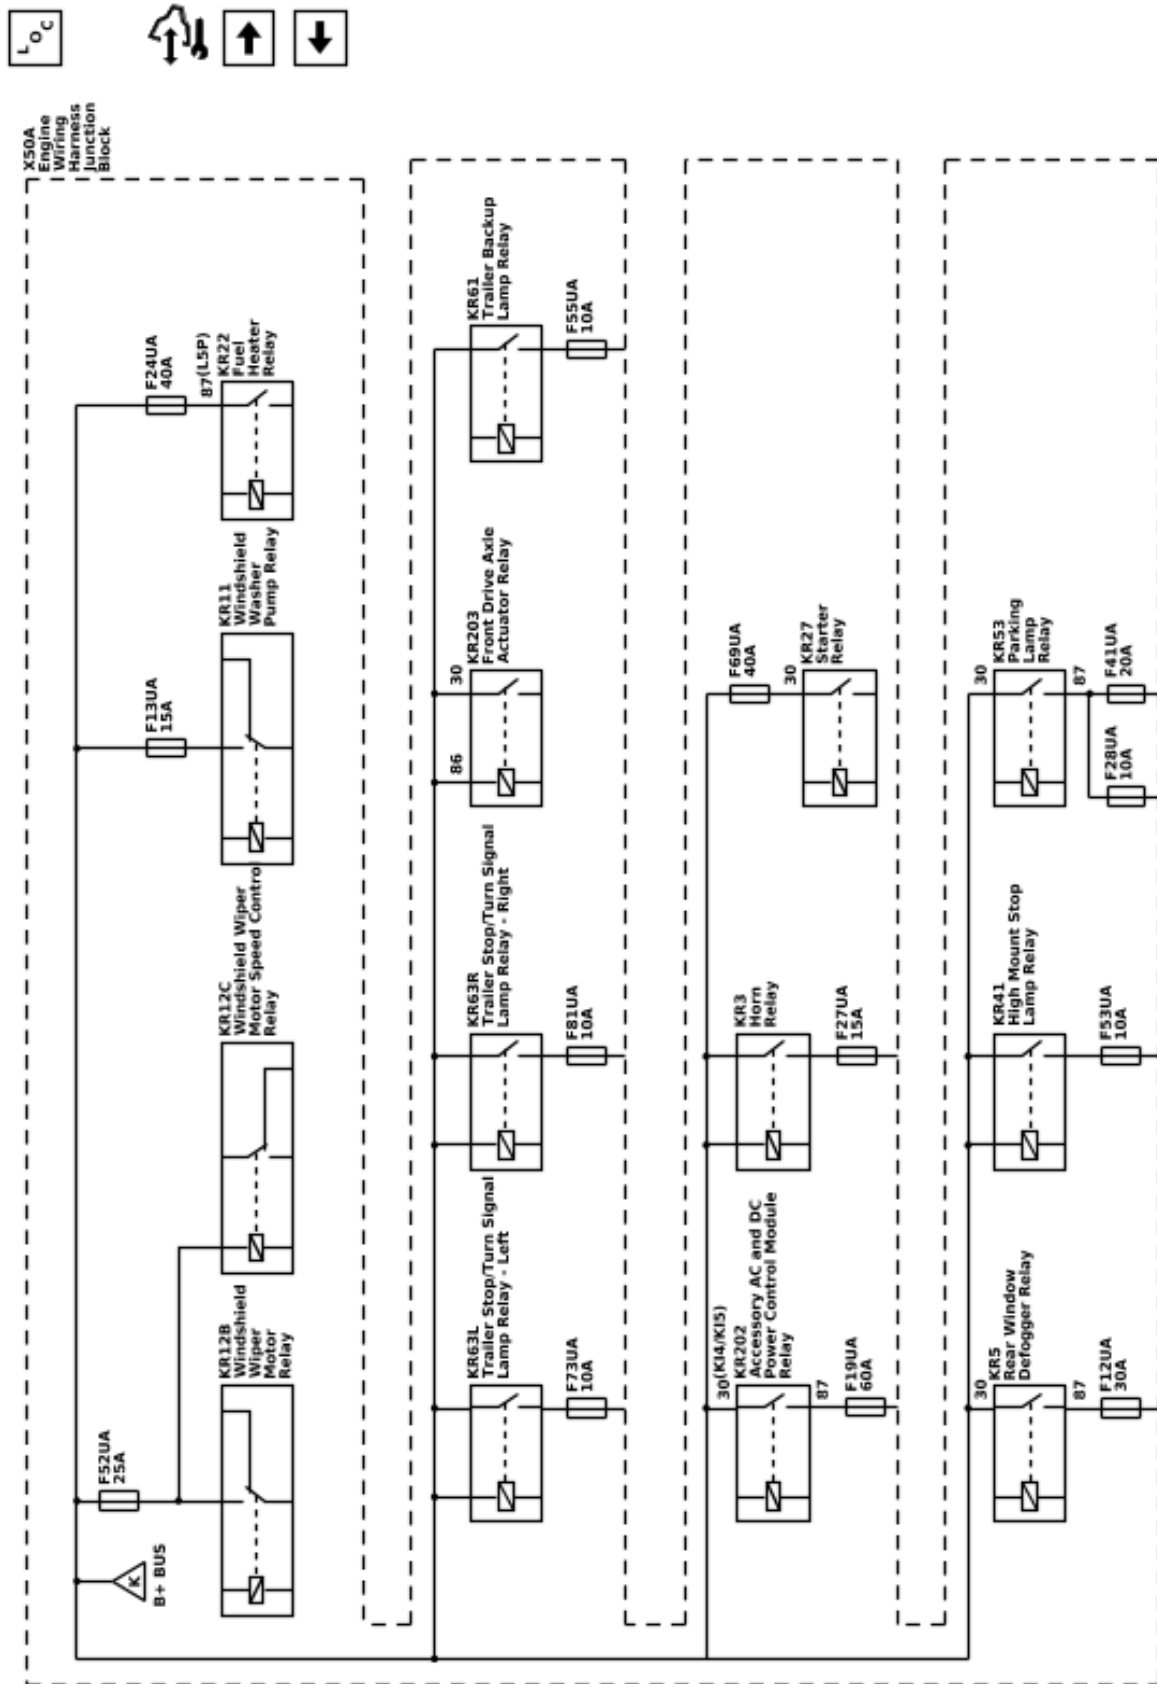 LOC
X50A
Engine
Wiring
Harness
Junction
Block
K
B+ BUS
F52UA
25A
F13UA
15A
F24UA
40A
87(L5P)
KR12B
Windshield
Wiper
Motor
Relay
KR12C
Windshield Wiper
Motor Speed Control
Relay
KR11
Windshield
Washer
Pump Relay
KR22
Fuel
Heater
Relay
KR63L
Trailer Stop/Turn Signal
Lamp Relay - Left
F73UA
10A
KR63R
Trailer Stop/Turn Signal
Lamp Relay - Right
F81UA
10A
86
30
KR203
Front Drive Axle
Actuator Relay
KR61
Trailer Backup
Lamp Relay
F55UA
10A
30(KI4/KI5)
KR202
Accessory AC and DC
Power Control Module
Relay
87
F19UA
60A
KR3
Horn
Relay
F27UA
15A
F69UA
40A
30
KR27
Starter
Relay
30
KR5
Rear Window
Defogger Relay
87
F12UA
30A
KR41
High Mount Stop
Lamp Relay
F53UA
10A
30
KR53
Parking
Lamp
Relay
87
F28UA
10A
F41UA
20A